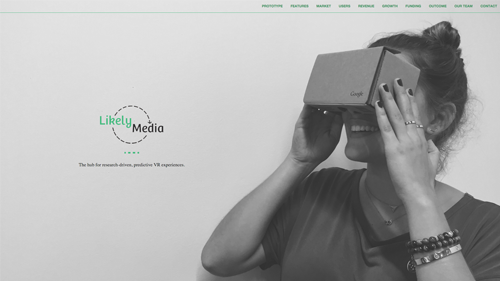 PROTOTYPE FEATURES MARKET USERS REVENUE GROWTH FUNDING OUTCOME OUR TEAM CONTACT
Likely
Media
The hub for research-driven, predictive VR experiences.
Google